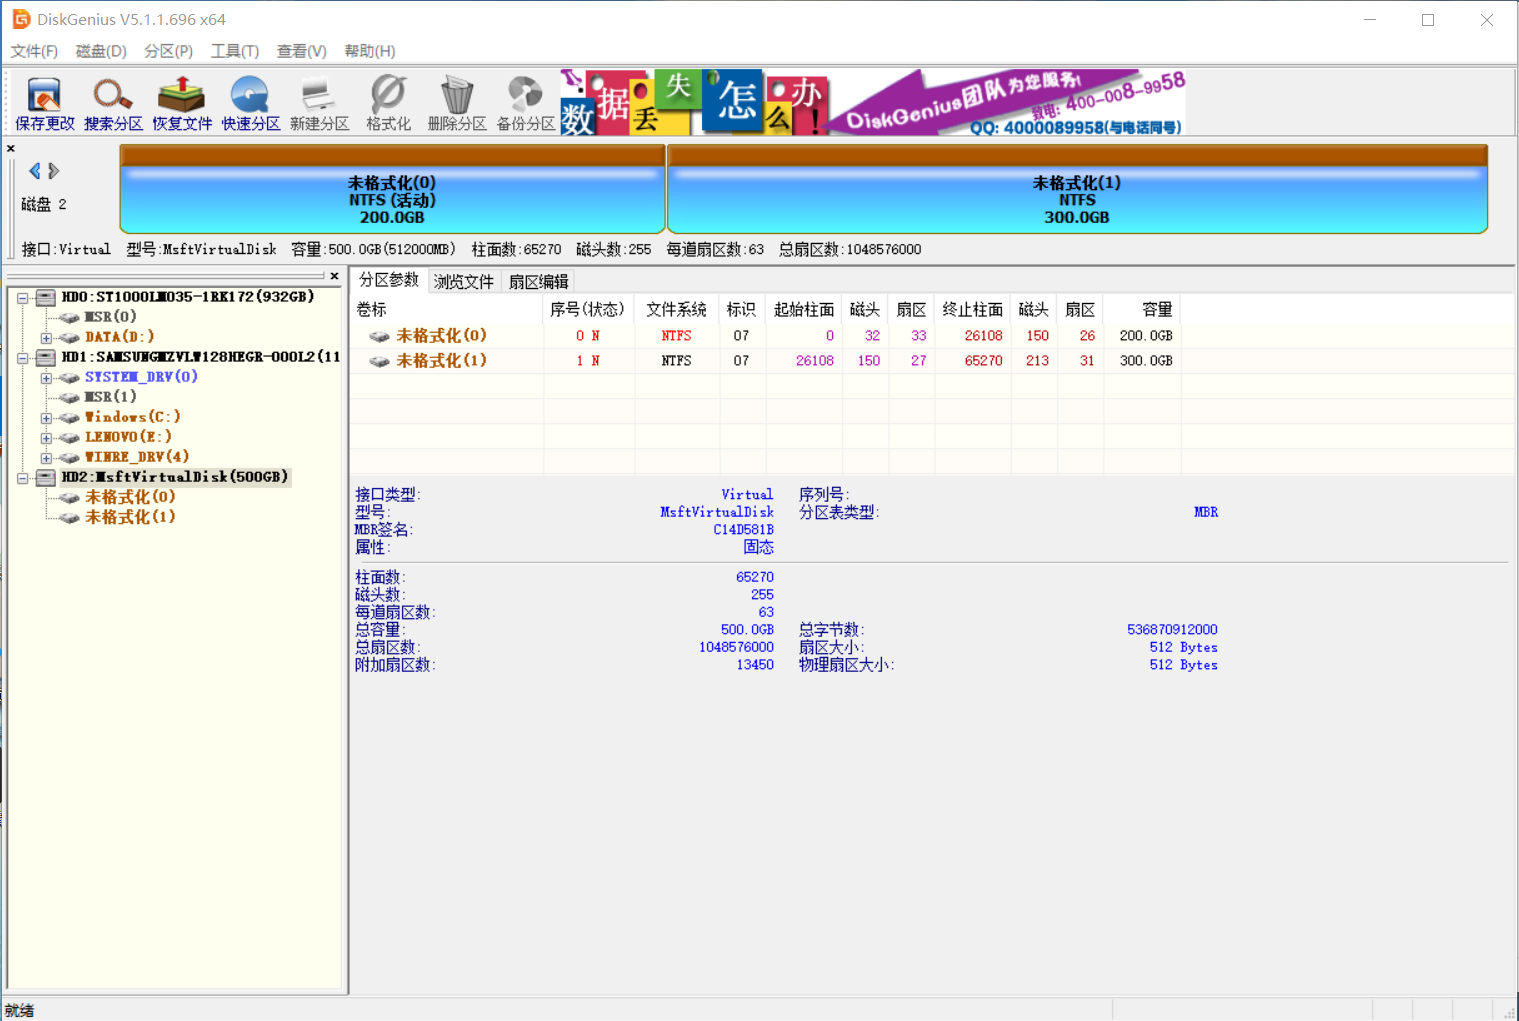 DiskGenius V5.1.1.696 x64
文件(F) 磁盘(D) 分区(P) 工具(T) 查看(V) 帮助(H)
保存更改 搜索分区 恢复文件 快速分区 新建分区 格式化 删除分区 备份分区
数据丢失怎么办!
DiskGenius团队为您服务!
致电: 400-008-9958
QQ: 4000089958(与电话同号)
磁盘 2
未格式化(0)
NTFS (活动)
200.0GB
未格式化(1)
NTFS
300.0GB
接口:Virtual 型号:MsftVirtualDisk 容量:500.0GB(512000MB) 柱面数:65270 磁头数:255 每道扇区数:63 总扇区数:1048576000
HD0:ST1000LM035-1RK172(932GB)
MSR(0)
DATA(D:)
HD1:SAMSUNGMZVLW128HEGR-000L2(11
SYSTEM_DRV(0)
MSR(1)
Windows(C:)
LENOVO(E:)
WINRE_DRV(4)
HD2:MsftVirtualDisk(500GB)
未格式化(0)
未格式化(1)
分区参数 浏览文件 扇区编辑
卷标 序号(状态) 文件系统 标识 起始柱面 磁头 扇区 终止柱面 磁头 扇区 容量
未格式化(0) 0 N NTFS 07 0 32 33 26108 150 26 200.0GB
未格式化(1) 1 N NTFS 07 26108 150 27 65270 213 31 300.0GB
接口类型: Virtual 序列号:
型号: MsftVirtualDisk 分区表类型: MBR
MBR签名: C14D581B
属性: 固态
柱面数: 65270
磁头数: 255
每道扇区数: 63
总容量: 500.0GB 总字节数: 536870912000
总扇区数: 1048576000 扇区大小: 512 Bytes
附加扇区数: 13450 物理扇区大小: 512 Bytes
就绪